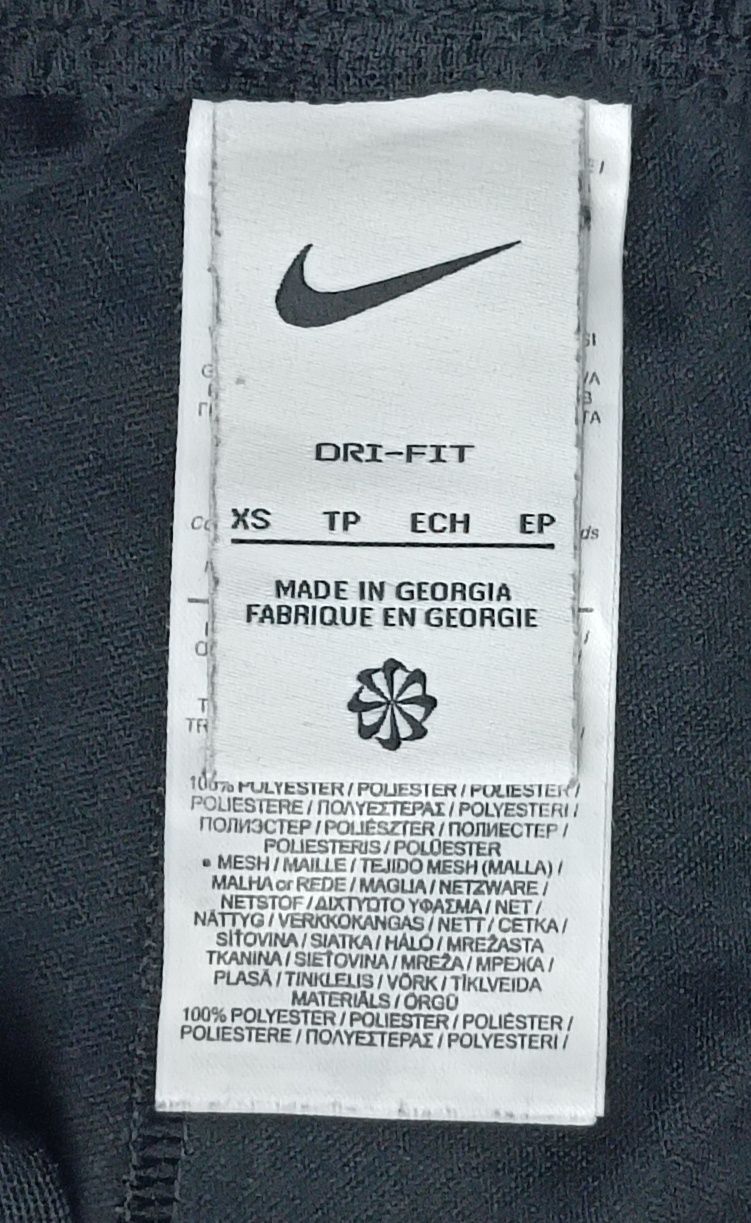 DRI-FIT
XS TP ECH EP
MADE IN GEORGIA
FABRIQUE EN GEORGIE
100% POLYESTER / POLIESTER / POLIESTER /
POLIESTERE / ΠΟΛΥΕΣΤΕΡΑΣ / POLYESTERI /
ПОЛИЭСТЕР / POLIÉSZTER / ПОЛИЕСТЕР /
POLIESTERIS / POLÜESTER
• MESH / MAILLE / TEJIDO MESH (MALLA) /
MALHA or REDE / MAGLIA / NETZWARE /
NETSTOF / ΔΙΧΤΥΩΤΟ ΥΦΑΣΜΑ / NET /
NÄTTYG / VERKKOKANGAS / NETT / СЕТКА /
SÍŤOVINA / SIATKA / HÁLÓ / MREŽASTA
TKANINA / SIEŤOVINA / MREŽA / МРЕЖА /
PLASĂ / TINKLELIS / VÕRK / TĪKLVEIDA
MATERIĀLS / ÖRGÜ
100% POLYESTER / POLIESTER / POLIÉSTER /
POLIESTERE / ΠΟΛΥΕΣΤΕΡΑΣ / POLYESTERI /